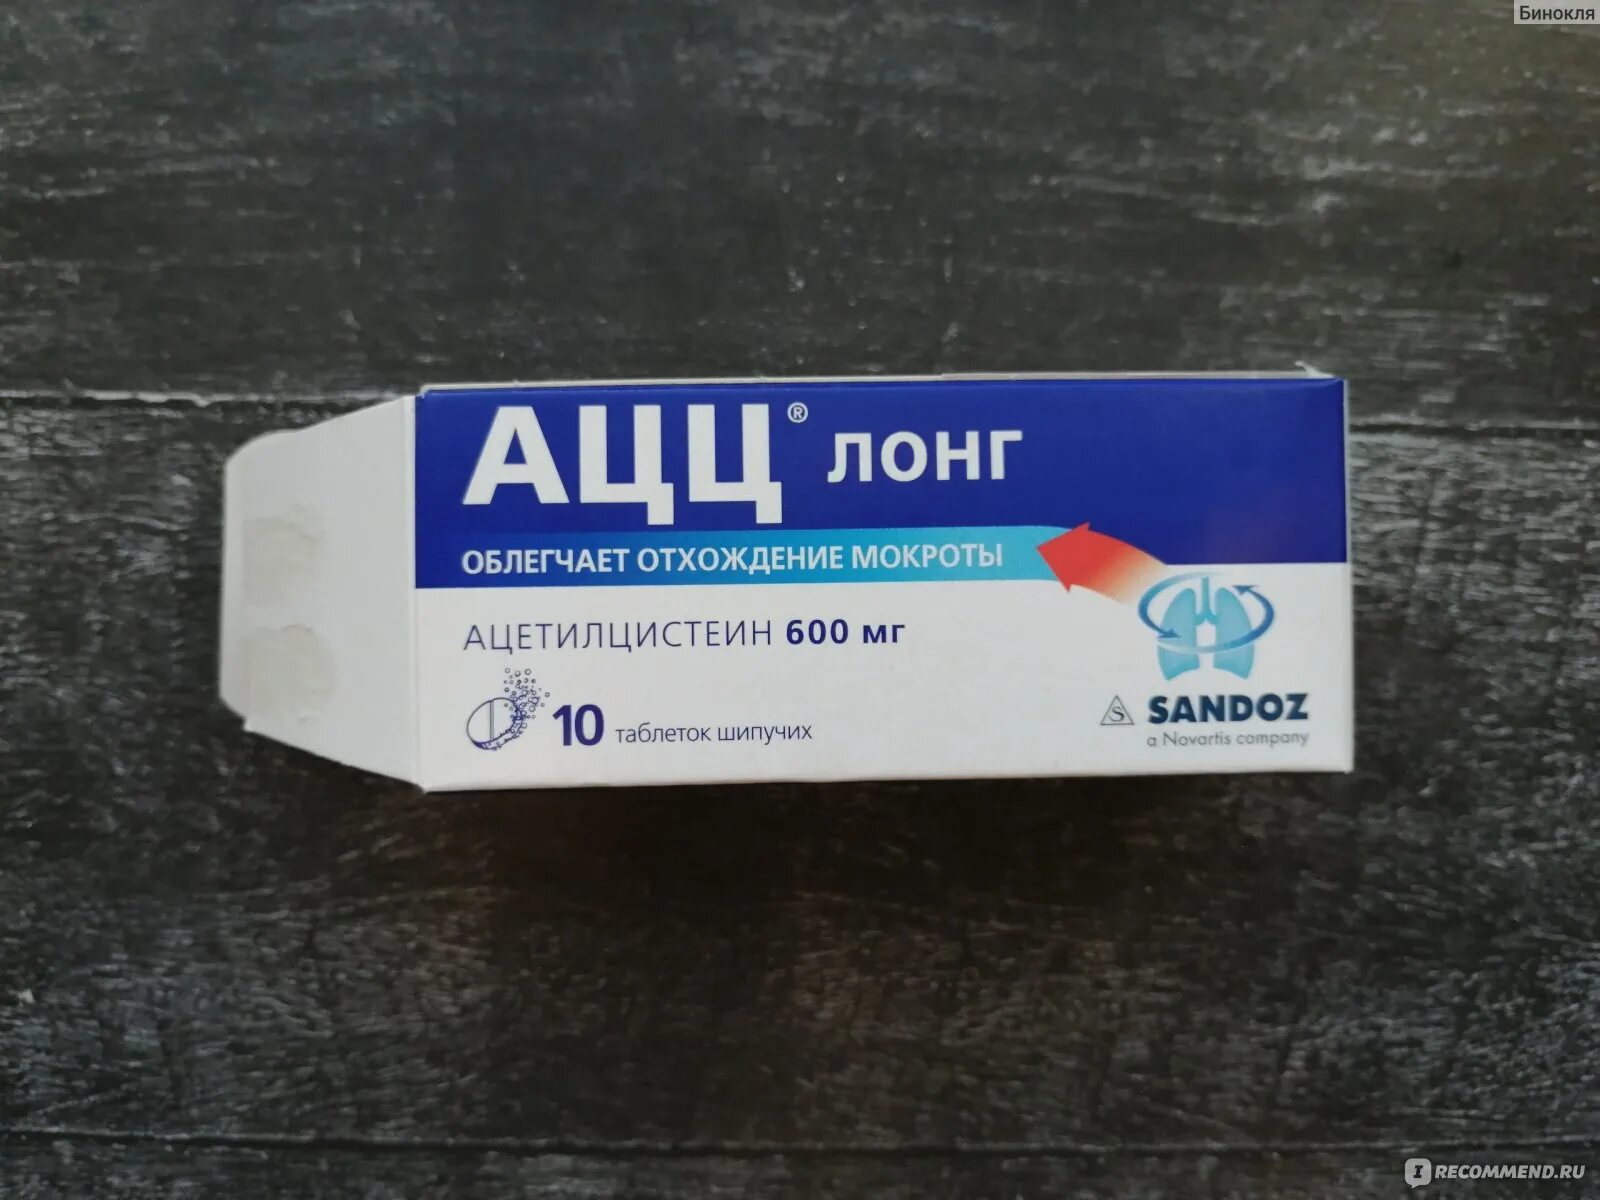 Бинокля
АЦЦ® ЛОНГ
ОБЛЕГЧАЕТ ОТХОЖДЕНИЕ МОКРОТЫ
АЦЕТИЛЦИСТЕИН 600 мг
10 таблеток шипучих
S SANDOZ
a Novartis company
I RECOMMEND.RU